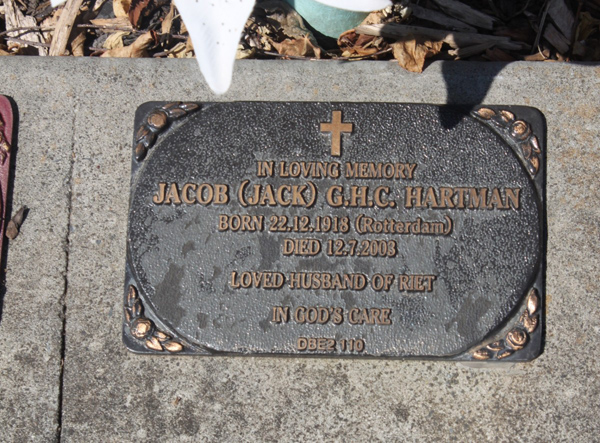 IN LOVING MEMORY
JACOB (JACK) G.H.C. HARTMAN
BORN 22.12.1918 (Rotterdam)
DIED 12.7.2003
LOVED HUSBAND OF RIET
IN GOD'S CARE
DBE2 110